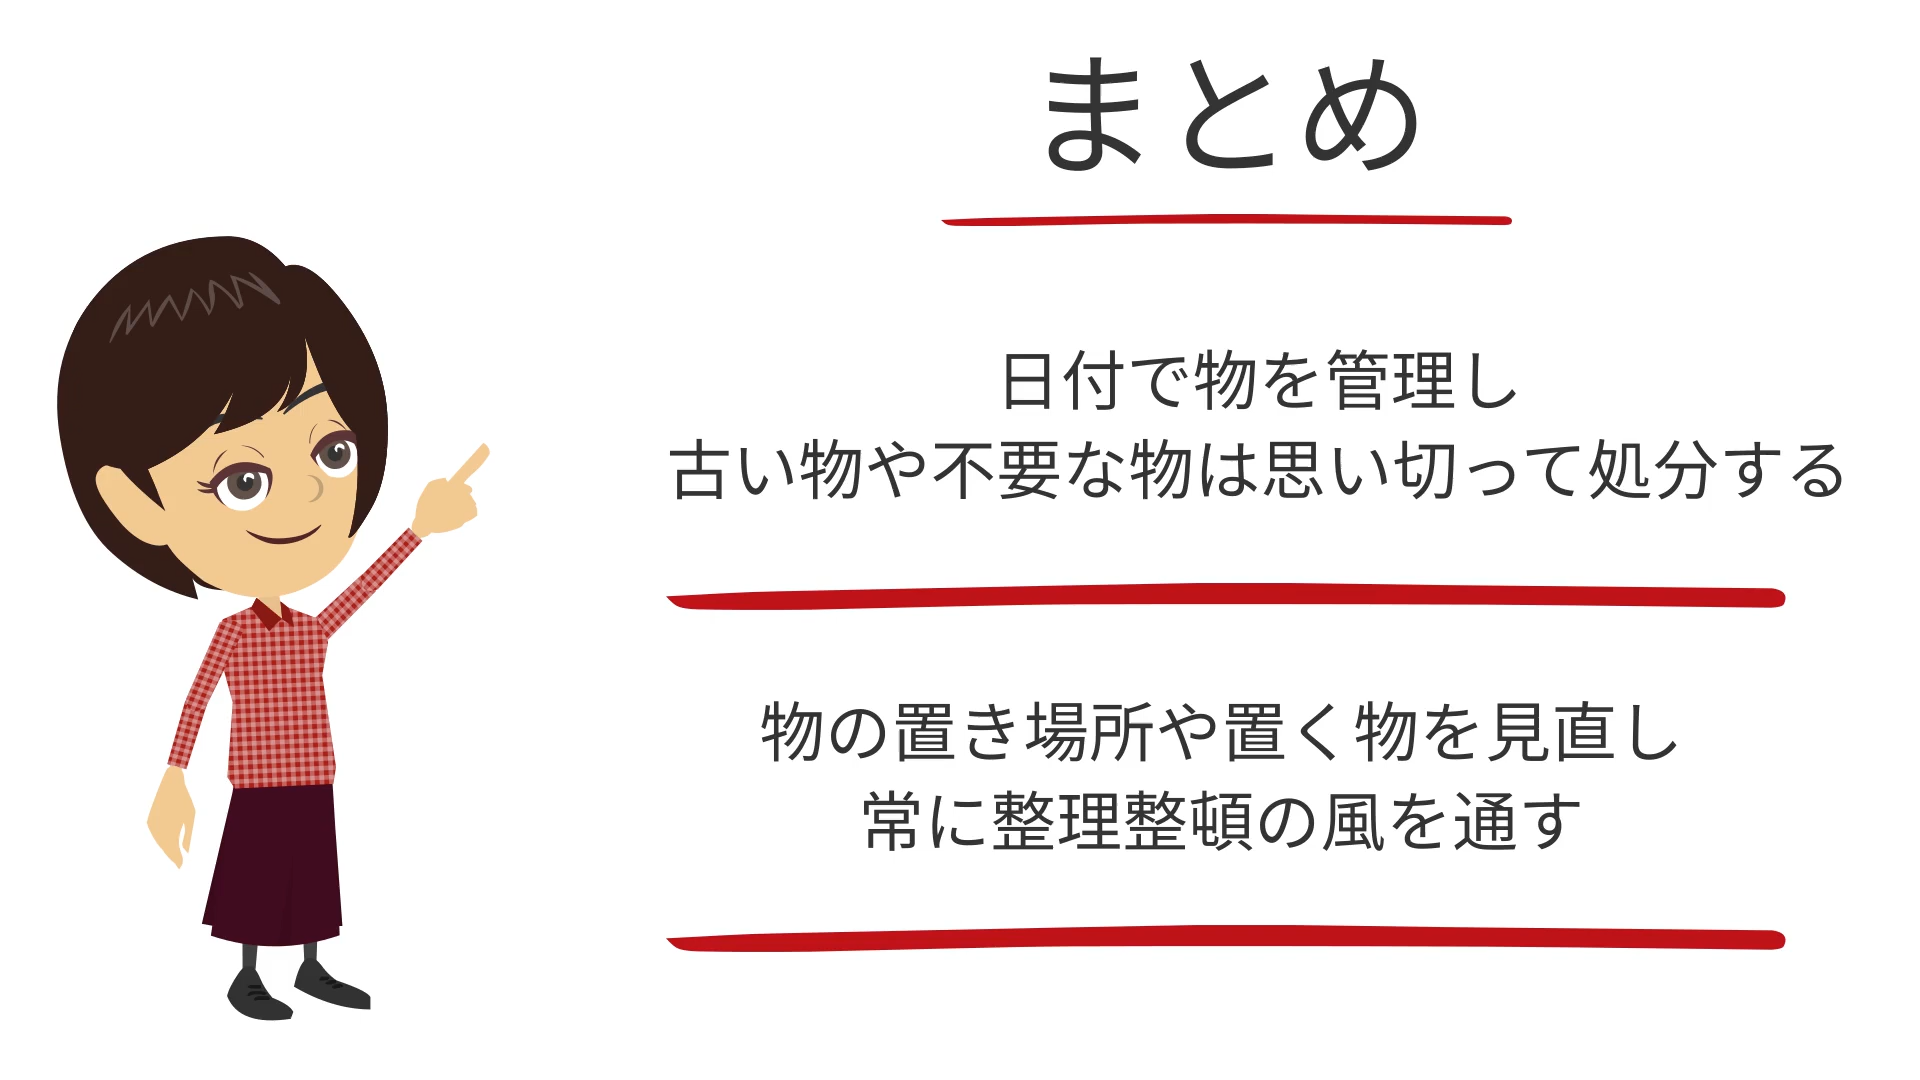 まとめ
日付で物を管理し
古い物や不要な物は思い切って処分する
物の置き場所や置く物を見直し
常に整理整頓の風を通す